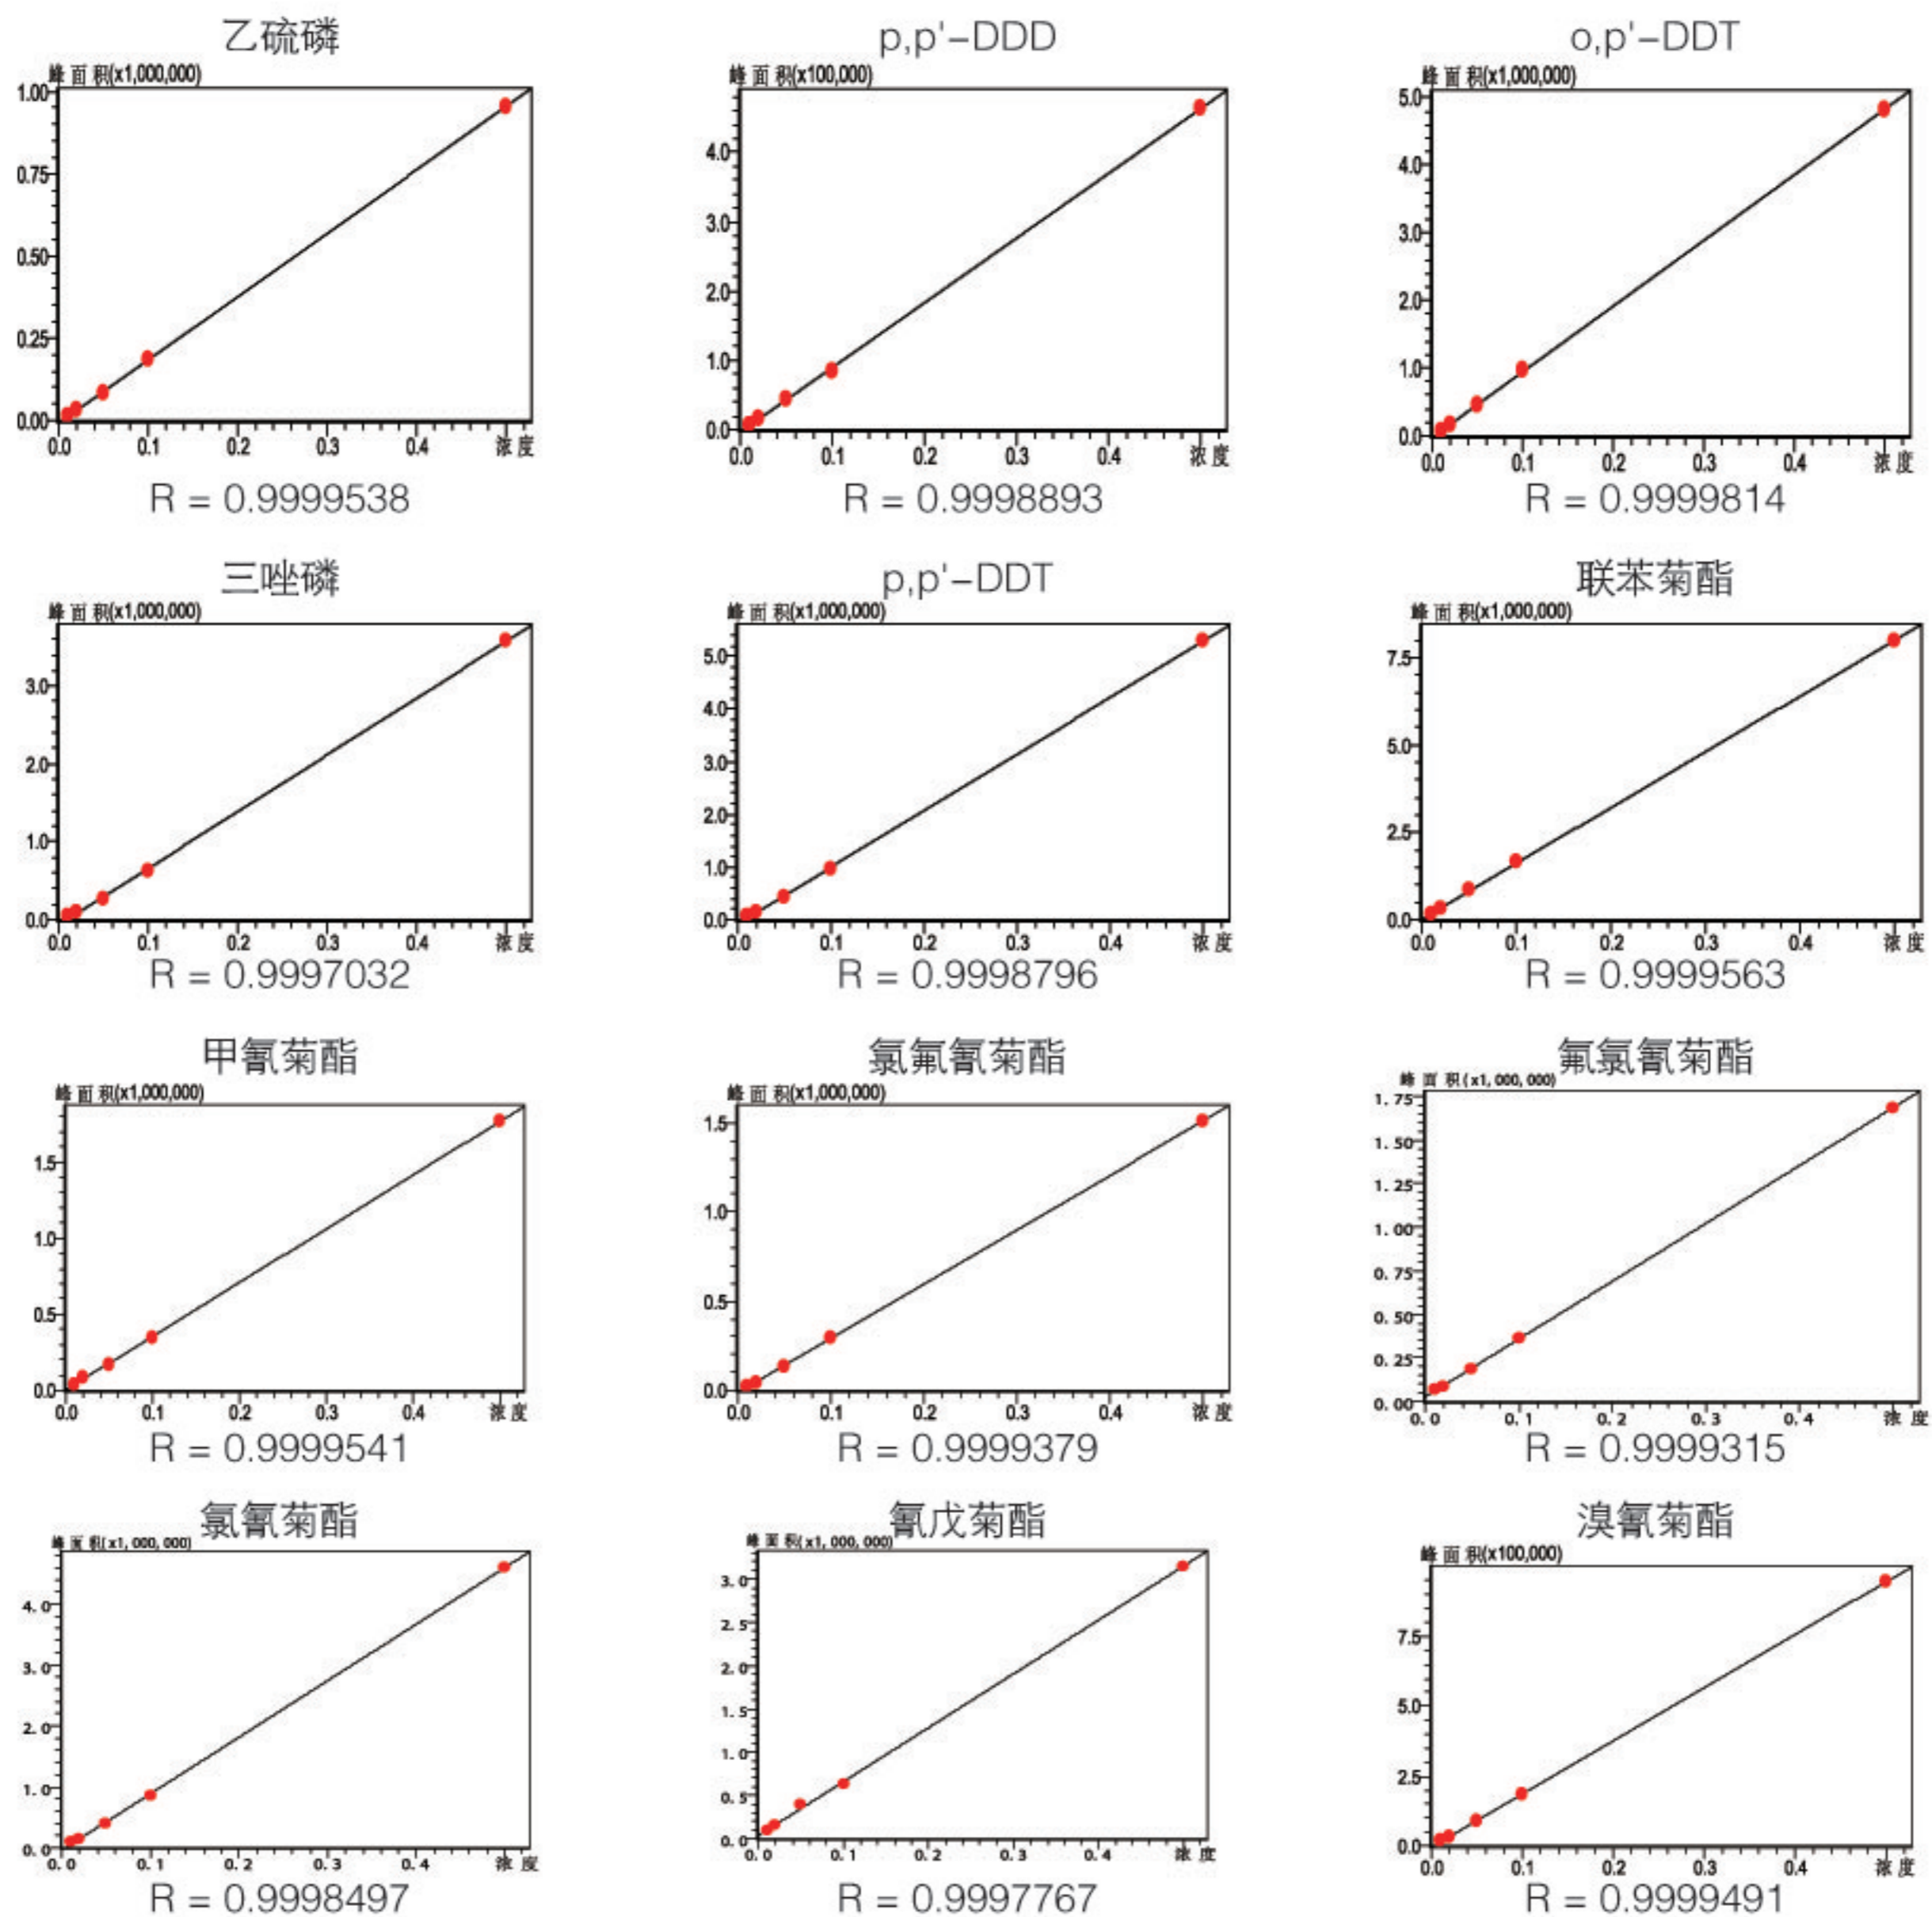 乙硫磷
峰面积(x1,000,000)
1.00
0.75
0.50
0.25
0.00
0.0 0.1 0.2 0.3 0.4 浓度
R = 0.9999538
p,p'-DDD
峰面积(x100,000)
4.0
3.0
2.0
1.0
0.0
0.0 0.1 0.2 0.3 0.4 浓度
R = 0.9998893
o,p'-DDT
峰面积(x1,000,000)
5.0
4.0
3.0
2.0
1.0
0.0
0.0 0.1 0.2 0.3 0.4 浓度
R = 0.9999814
三唑磷
峰面积(x1,000,000)
3.0
2.0
1.0
0.0
0.0 0.1 0.2 0.3 0.4 浓度
R = 0.9997032
p,p'-DDT
峰面积(x1,000,000)
5.0
4.0
3.0
2.0
1.0
0.0
0.0 0.1 0.2 0.3 0.4 浓度
R = 0.9998796
联苯菊酯
峰面积(x1,000,000)
7.5
5.0
2.5
0.0
0.0 0.1 0.2 0.3 0.4 浓度
R = 0.9999563
甲氰菊酯
峰面积(x1,000,000)
1.5
1.0
0.5
0.0
0.0 0.1 0.2 0.3 0.4 浓度
R = 0.9999541
氯氟氰菊酯
峰面积(x1,000,000)
1.5
1.0
0.5
0.0
0.0 0.1 0.2 0.3 0.4 浓度
R = 0.9999379
氟氯氰菊酯
峰面积(x1,000,000)
1.75
1.50
1.25
1.00
0.75
0.50
0.25
0.00
0.0 0.1 0.2 0.3 0.4 浓度
R = 0.9999315
氯氰菊酯
峰面积(x1,000,000)
4.0
3.0
2.0
1.0
0.0
0.0 0.1 0.2 0.3 0.4 浓度
R = 0.9998497
氰戊菊酯
峰面积(x1,000,000)
3.0
2.5
2.0
1.5
1.0
0.5
0.0
0.0 0.1 0.2 0.3 0.4 浓度
R = 0.9997767
溴氰菊酯
峰面积(x100,000)
7.5
5.0
2.5
0.0
0.0 0.1 0.2 0.3 0.4 浓度
R = 0.9999491